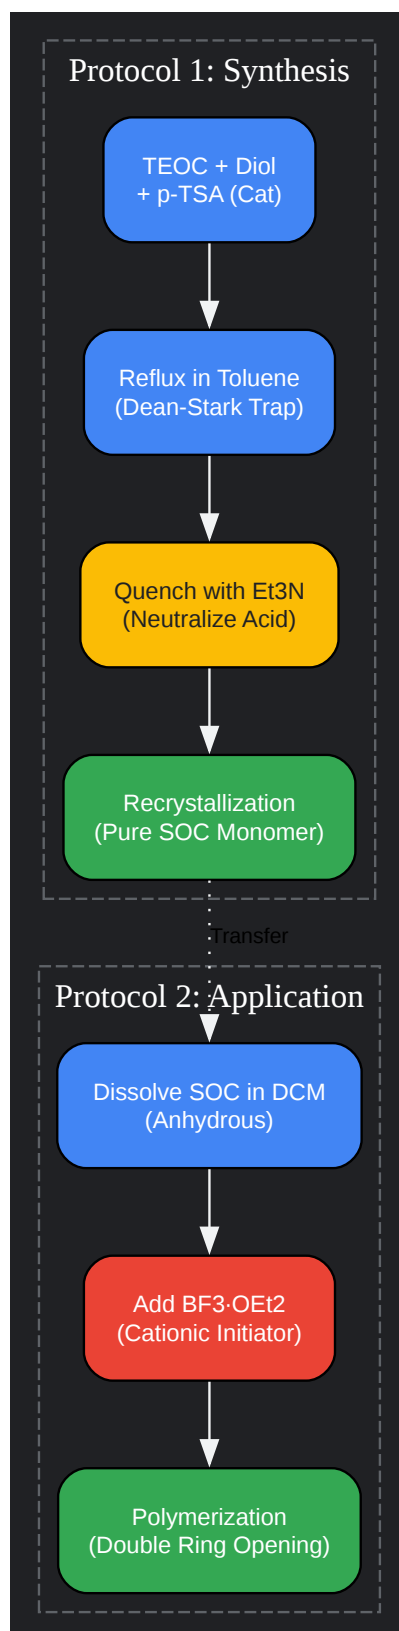 Protocol 1: Synthesis
TEOC + Diol
+ p-TSA (Cat)
Reflux in Toluene
(Dean-Stark Trap)
Quench with Et3N
(Neutralize Acid)
Recrystallization
(Pure SOC Monomer)
Transfer
Protocol 2: Application
Dissolve SOC in DCM
(Anhydrous)
Add BF3·OEt2
(Cationic Initiator)
Polymerization
(Double Ring Opening)